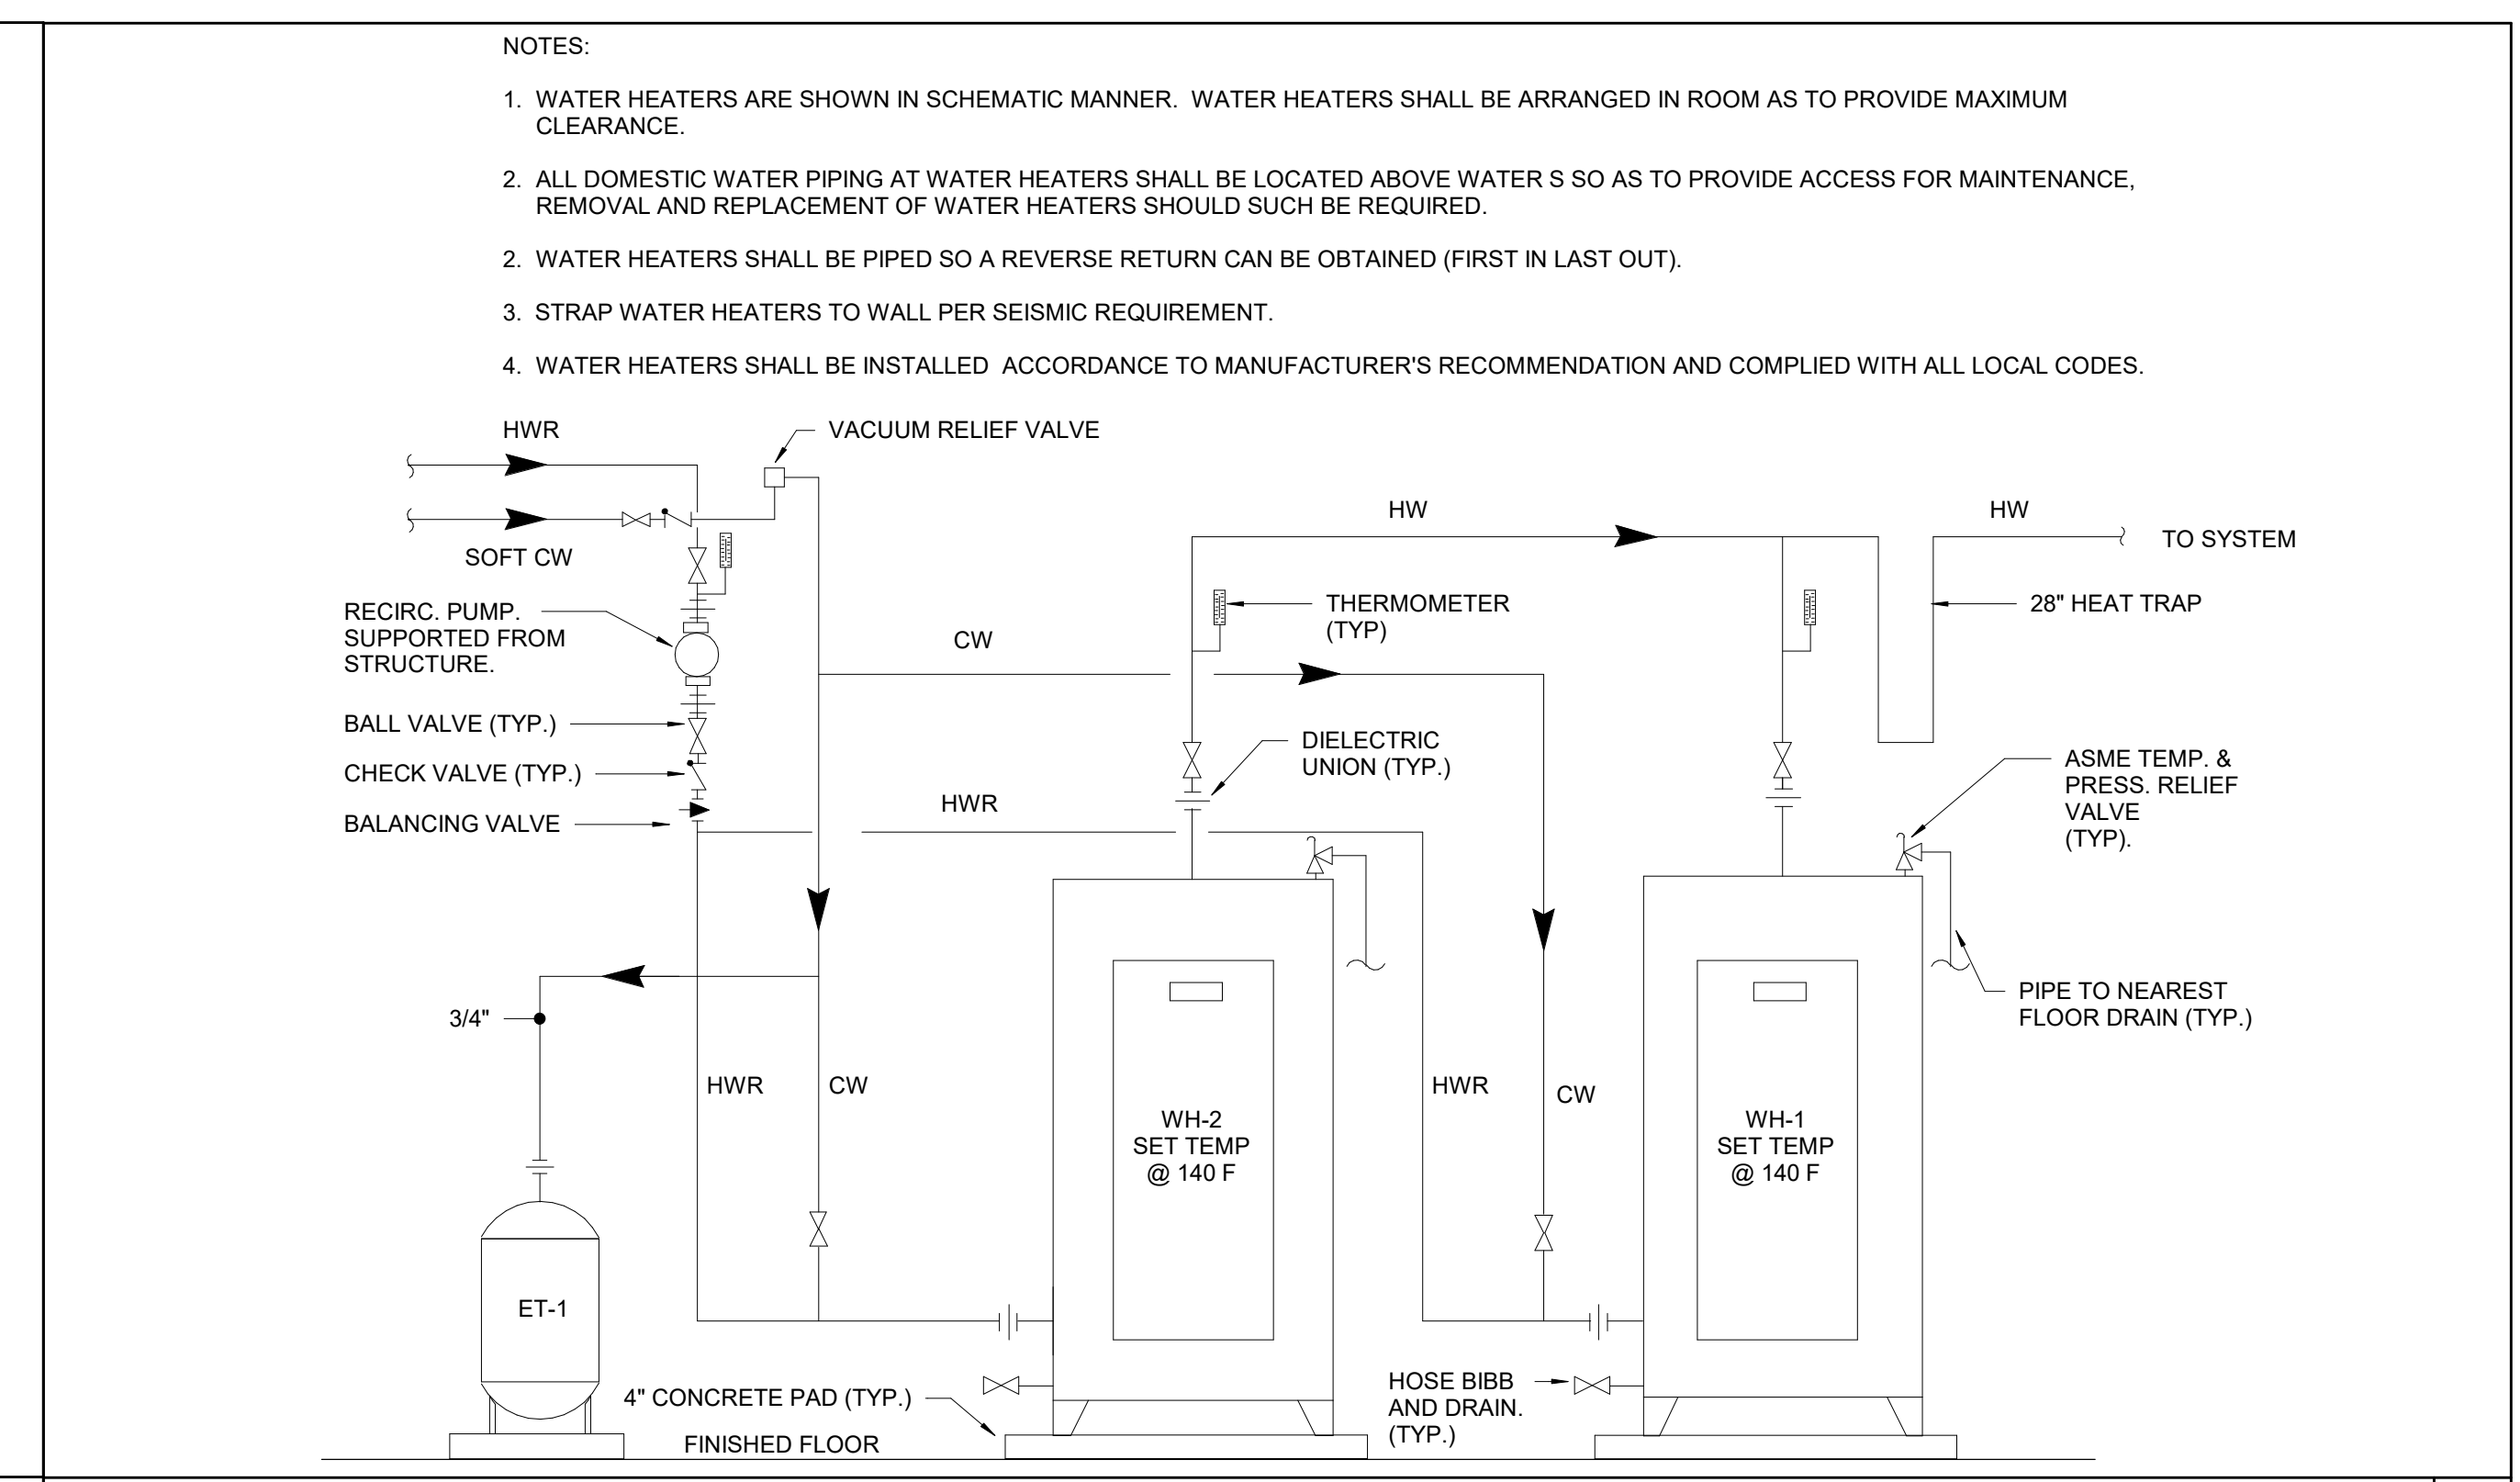 NOTES:
1. WATER HEATERS ARE SHOWN IN SCHEMATIC MANNER. WATER HEATERS SHALL BE ARRANGED IN ROOM AS TO PROVIDE MAXIMUM
CLEARANCE.
2. ALL DOMESTIC WATER PIPING AT WATER HEATERS SHALL BE LOCATED ABOVE WATER S SO AS TO PROVIDE ACCESS FOR MAINTENANCE,
REMOVAL AND REPLACEMENT OF WATER HEATERS SHOULD SUCH BE REQUIRED.
2. WATER HEATERS SHALL BE PIPED SO A REVERSE RETURN CAN BE OBTAINED (FIRST IN LAST OUT).
3. STRAP WATER HEATERS TO WALL PER SEISMIC REQUIREMENT.
4. WATER HEATERS SHALL BE INSTALLED ACCORDANCE TO MANUFACTURER'S RECOMMENDATION AND COMPLIED WITH ALL LOCAL CODES.
HWR
VACUUM RELIEF VALVE
SOFT CW
HW
HW
TO SYSTEM
RECIRC. PUMP.
SUPPORTED FROM
STRUCTURE.
CW
THERMOMETER
(TYP)
28" HEAT TRAP
BALL VALVE (TYP.)
CHECK VALVE (TYP.)
BALANCING VALVE
HWR
DIELECTRIC
UNION (TYP.)
ASME TEMP. &
PRESS. RELIEF
VALVE
(TYP).
PIPE TO NEAREST
FLOOR DRAIN (TYP.)
3/4"
HWR
CW
WH-2
SET TEMP
@ 140 F
HWR
CW
WH-1
SET TEMP
@ 140 F
ET-1
4" CONCRETE PAD (TYP.)
FINISHED FLOOR
HOSE BIBB
AND DRAIN.
(TYP.)